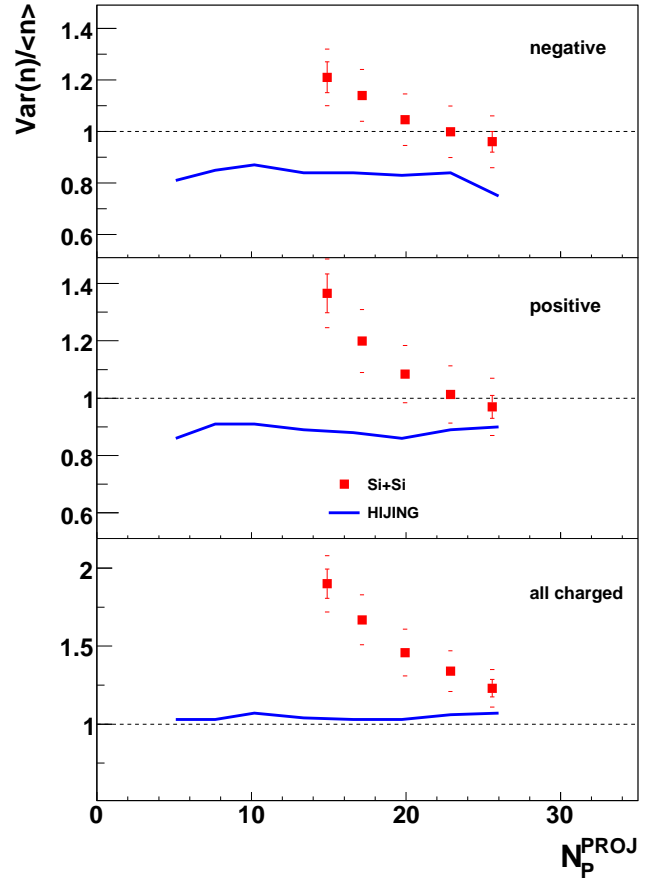 Var(n)/<n>
1.4
1.2
1
0.8
0.6
negative
1.4
1.2
1
0.8
0.6
positive
Si+Si
HIJING
2
1.5
1
all charged
0 10 20 30
N_P^PROJ